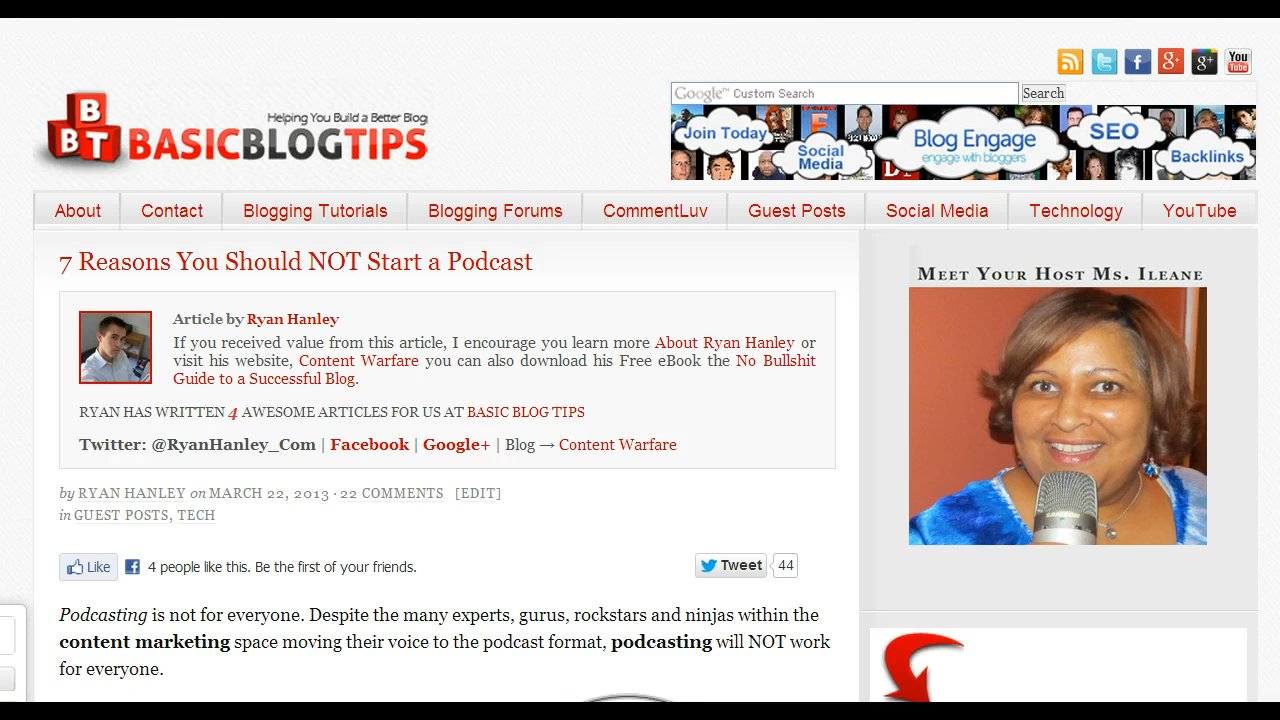 You
Tube
Google™ Custom Search
Search
B
B T
Helping You Build a Better Blog
BASICBLOGTIPS
Join Today
Social
Media
Blog Engage
engage with bloggers
SEO
Backlinks
About
Contact
Blogging Tutorials
Blogging Forums
CommentLuv
Guest Posts
Social Media
Technology
YouTube
7 Reasons You Should NOT Start a Podcast
Article by Ryan Hanley
If you received value from this article, I encourage you learn more About Ryan Hanley or
visit his website, Content Warfare you can also download his Free eBook the No Bullshit
Guide to a Successful Blog.
RYAN HAS WRITTEN 4 AWESOME ARTICLES FOR US AT BASIC BLOG TIPS
Twitter: @RyanHanley_Com | Facebook | Google+ | Blog → Content Warfare
by RYAN HANLEY on MARCH 22, 2013 · 22 COMMENTS [EDIT]
in GUEST POSTS, TECH
Like
4 people like this. Be the first of your friends.
Tweet
44
Podcasting is not for everyone. Despite the many experts, gurus, rockstars and ninjas within the
content marketing space moving their voice to the podcast format, podcasting will NOT work
for everyone.
Meet Your Host Ms. Ileane
SAMSON